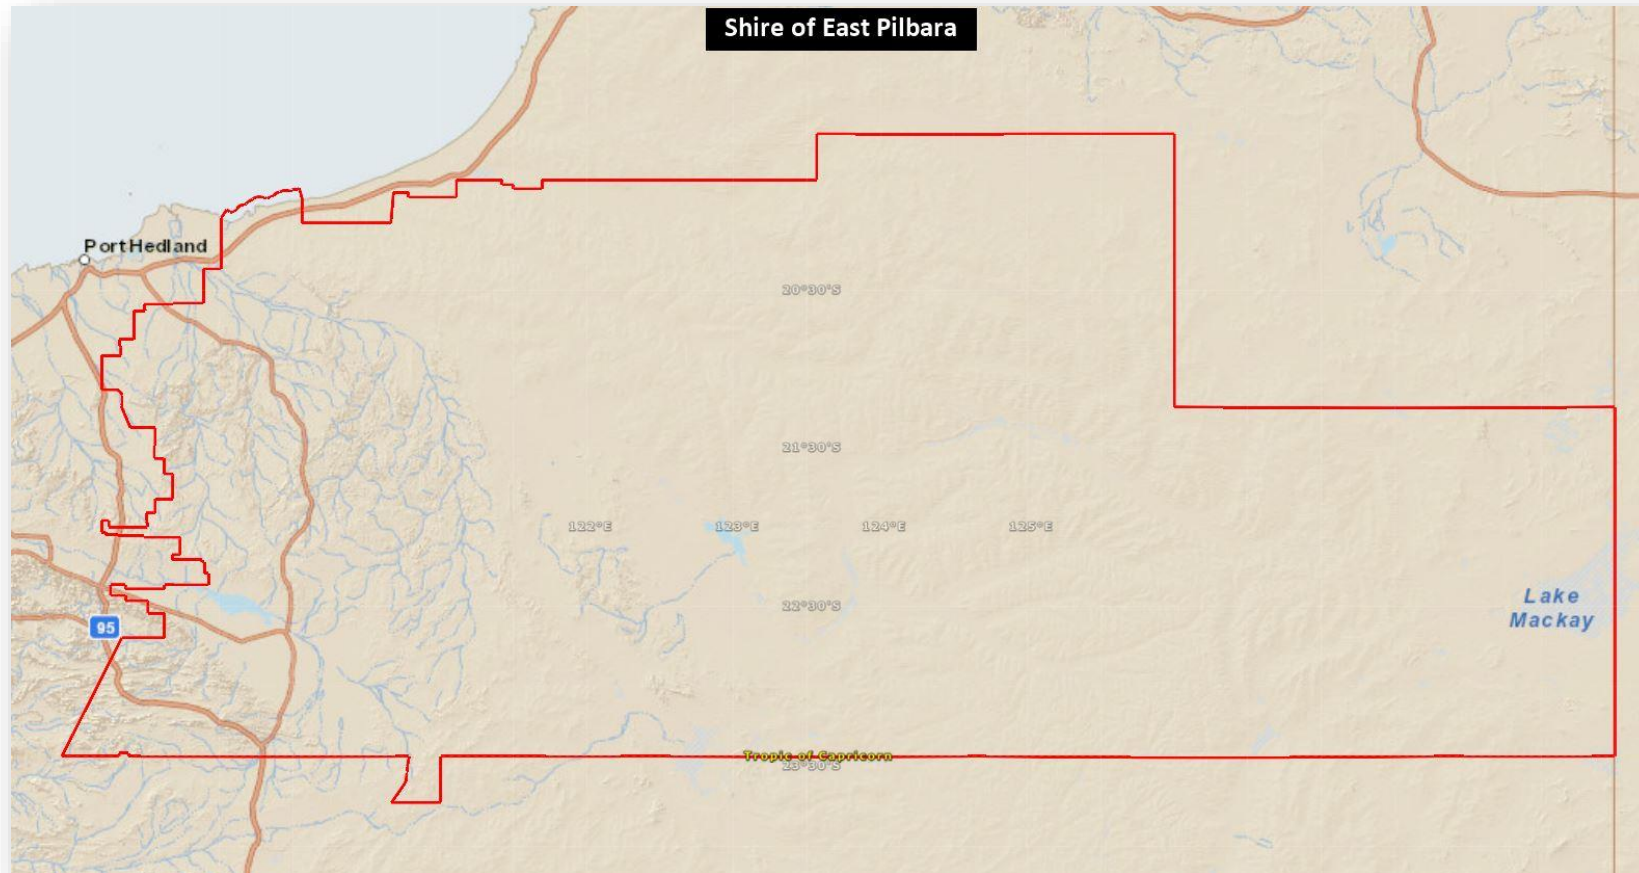 Shire of East Pilbara
Port Hedland
20°30'S
21°30'S
122°E
123°E
124°E
125°E
22°30'S
Lake
Mackay
95
Tropic of Capricorn
23°30'S